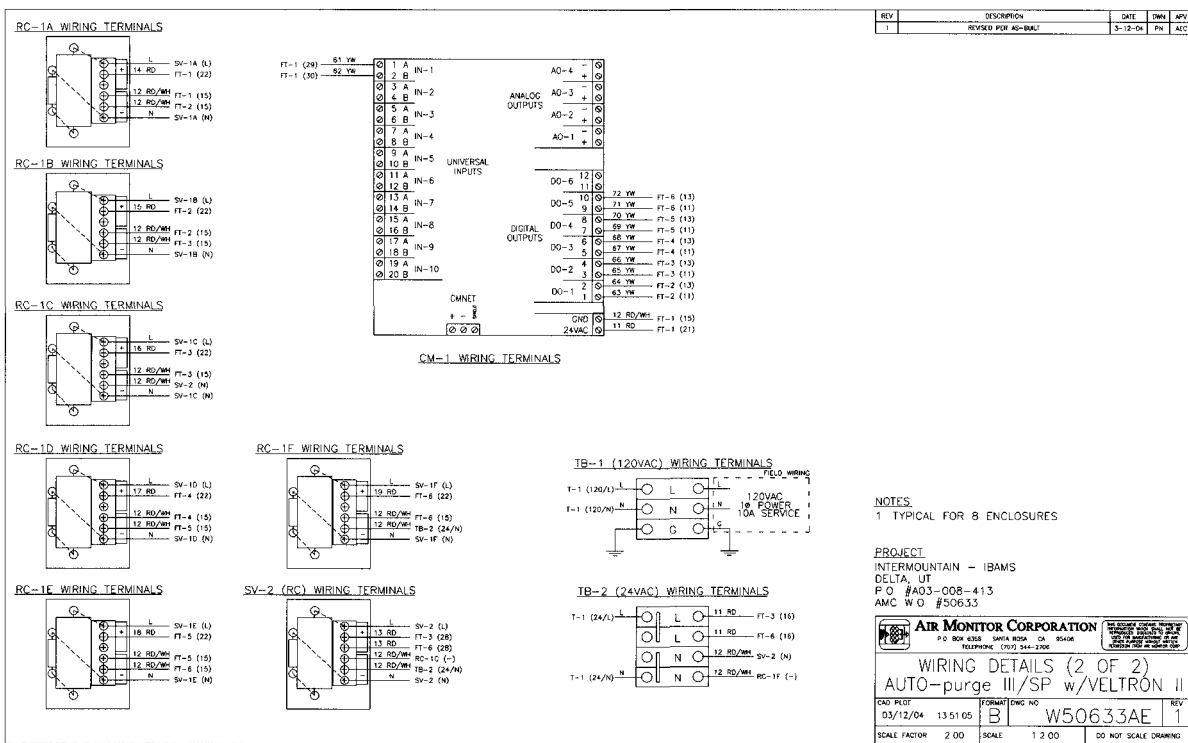 REV DESCRIPTION DATE DWN APV
1 REVISED PER AS-BUILT 3-12-04 PN AEC
RC-1A WIRING TERMINALS
L SV-1A (L)
+ 14 RD FT-1 (22)
12 RD/WH FT-1 (15)
12 RD/WH FT-2 (15)
- N SV-1A (N)
RC-1B WIRING TERMINALS
L SV-1B (L)
+ 15 RD FT-2 (22)
12 RD/WH FT-2 (15)
12 RD/WH FT-3 (15)
- N SV-1B (N)
RC-1C WIRING TERMINALS
L SV-1C (L)
+ 16 RD FT-3 (22)
12 RD/WH FT-3 (15)
12 RD/WH SV-2 (N)
- N SV-1C (N)
RC-1D WIRING TERMINALS
L SV-1D (L)
+ 17 RD FT-4 (22)
12 RD/WH FT-4 (15)
12 RD/WH FT-5 (15)
- N SV-1D (N)
RC-1E WIRING TERMINALS
L SV-1E (L)
+ 18 RD FT-5 (22)
12 RD/WH FT-5 (15)
12 RD/WH FT-6 (15)
- N SV-1E (N)
RC-1F WIRING TERMINALS
L SV-1F (L)
+ 19 RD FT-6 (22)
12 RD/WH FT-6 (15)
12 RD/WH TB-2 (24/N)
- N SV-1F (N)
SV-2 (RC) WIRING TERMINALS
L SV-2 (L)
+ 13 RD FT-3 (28)
13 RD FT-6 (28)
12 RD/WH RC-1C (-)
12 RD/WH TB-2 (24/N)
- N SV-2 (N)
FT-1 (29) 61 YW 1 A IN-1
FT-1 (30) 62 YW 2 B
3 A IN-2
4 B
5 A IN-3
6 B
7 A IN-4
8 B
9 A IN-5
10 B
11 A IN-6
12 B
13 A IN-7
14 B
15 A IN-8
16 B
17 A IN-9
18 B
19 A IN-10
20 B
UNIVERSAL
INPUTS
ANALOG
OUTPUTS
AO-4 -
+
AO-3 -
+
AO-2 -
+
AO-1 -
+
DIGITAL
OUTPUTS
DO-6 12
11
DO-5 10 72 YW FT-6 (13)
9 71 YW FT-6 (11)
DO-4 8 70 YW FT-5 (13)
7 69 YW FT-5 (11)
DO-3 6 68 YW FT-4 (13)
5 67 YW FT-4 (11)
DO-2 4 66 YW FT-3 (13)
3 65 YW FT-3 (11)
DO-1 2 64 YW FT-2 (13)
1 63 YW FT-2 (11)
GND 12 RD/WH FT-1 (15)
24VAC 11 RD FT-1 (21)
CMNET
+ -
CM-1 WIRING TERMINALS
TB-1 (120VAC) WIRING TERMINALS
FIELD WIRING
T-1 (120/L) L L L
T-1 (120/N) N N N
G G
120VAC
1ø POWER
10A SERVICE
TB-2 (24VAC) WIRING TERMINALS
T-1 (24/L) L L 11 RD FT-3 (16)
L 11 RD FT-6 (16)
N 12 RD/WH SV-2 (N)
T-1 (24/N) N N 12 RD/WH RC-1F (-)
NOTES
1 TYPICAL FOR 8 ENCLOSURES
PROJECT
INTERMOUNTAIN - IBAMS
DELTA, UT
P O #A03-008-413
AMC W O #50633
AIR MONITOR CORPORATION
P O BOX 6358 SANTA ROSA CA 95406
TELEPHONE (707) 544-2706
WIRING DETAILS (2 OF 2)
AUTO-purge III/SP w/VELTRON II
CAD PLOT FORMAT DWG NO REV
03/12/04 13 51 05 B W50633AE 1
SCALE FACTOR 2 00 SCALE 1 2 00 DO NOT SCALE DRAWING